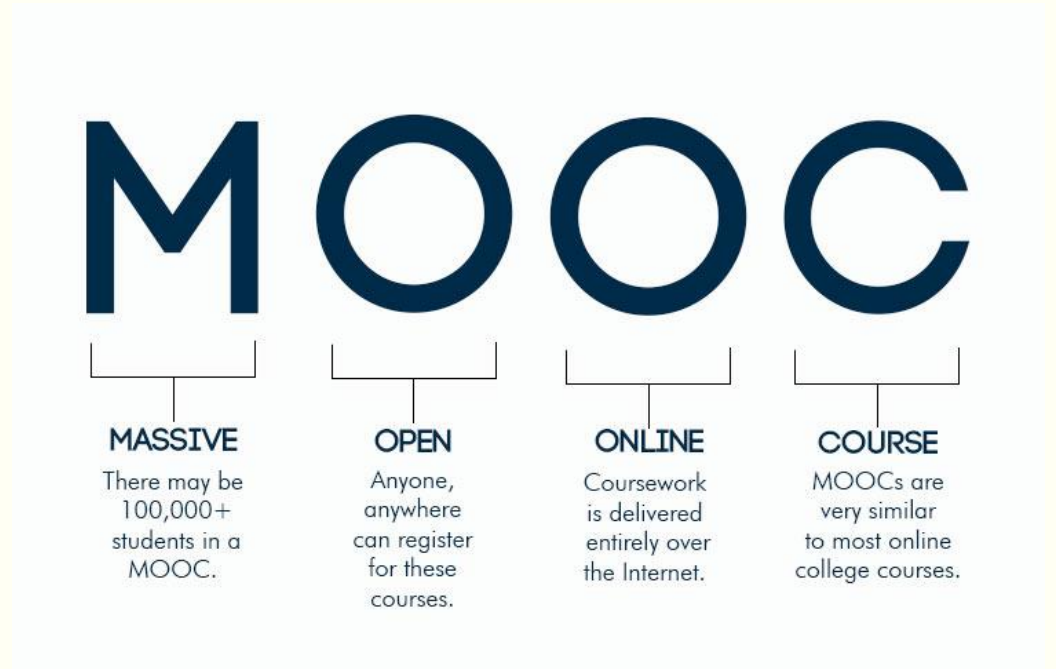 MOOC
MASSIVE
There may be
100,000+
students in a
MOOC.
OPEN
Anyone,
anywhere
can register
for these
courses.
ONLINE
Coursework
is delivered
entirely over
the Internet.
COURSE
MOOCs are
very similar
to most online
college courses.